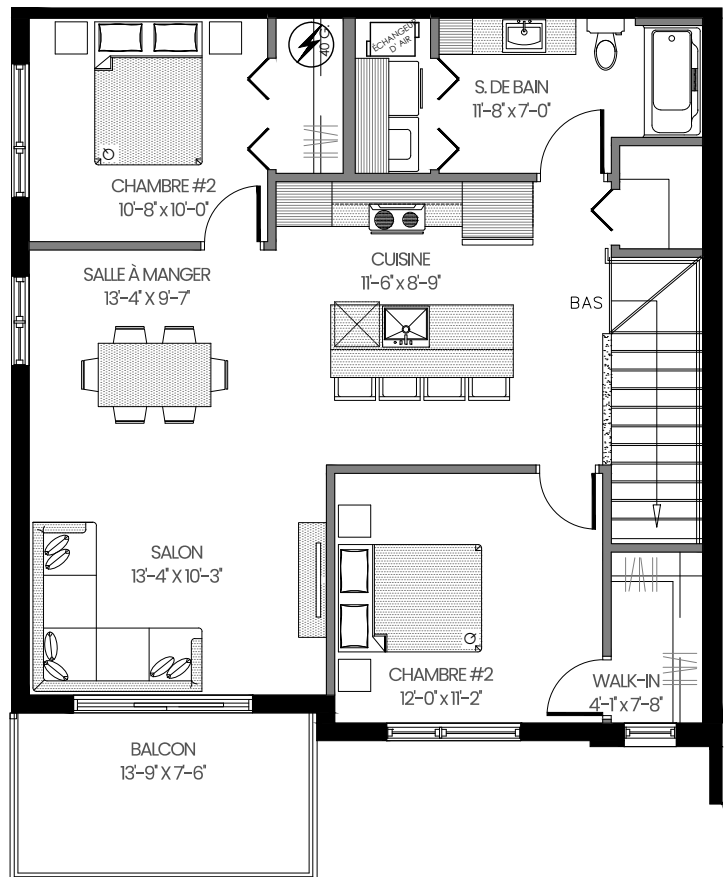 40 G.
ÉCHANGEUR
D'AIR
S. DE BAIN
11'-8" x 7'-0"
CHAMBRE #2
10'-8" x 10'-0"
SALLE À MANGER
13'-4" X 9'-7"
CUISINE
11'-6" x 8'-9"
BAS
SALON
13'-4" X 10'-3"
CHAMBRE #2
12'-0" x 11'-2"
WALK-IN
4'-1" x 7'-8"
BALCON
13'-9" X 7'-6"